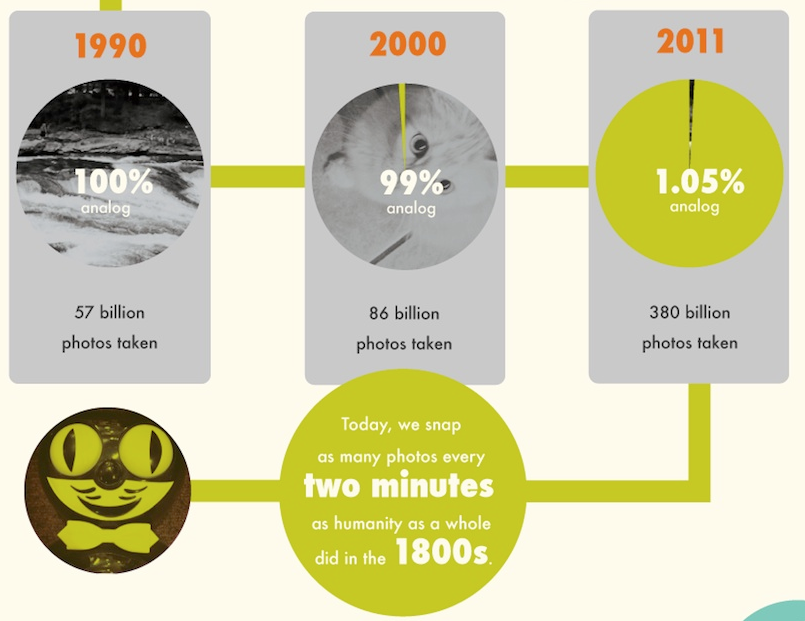 1990
100%
analog
57 billion
photos taken
2000
99%
analog
86 billion
photos taken
2011
1.05%
analog
380 billion
photos taken
Today, we snap
as many photos every
two minutes
as humanity as a whole
did in the 1800s.